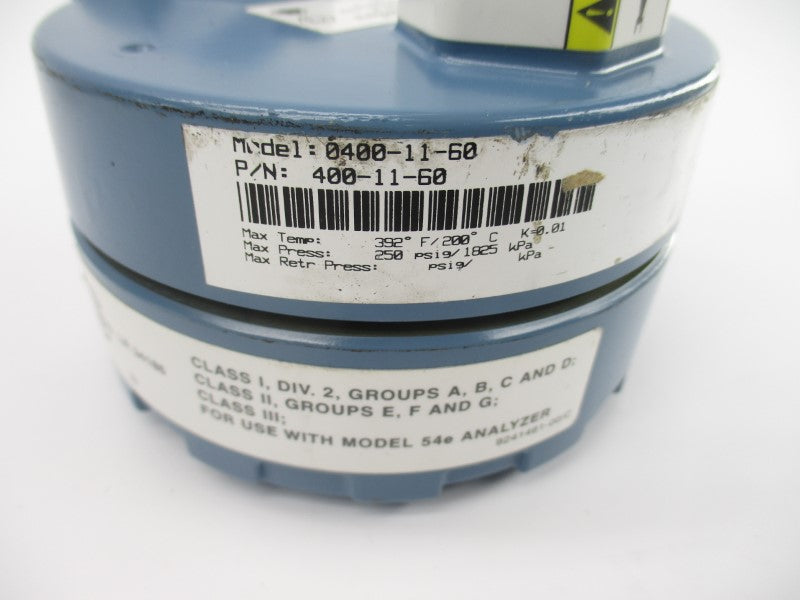 Model: 0400-11-60
P/N: 400-11-60
Max Temp: 392° F/200° C K=0.01
Max Press: 250 psig/1825 kPa
Max Retr Press: psig/ kPa -
CLASS I, DIV. 2, GROUPS A, B, C AND D;
CLASS II, GROUPS E, F AND G;
CLASS III;
FOR USE WITH MODEL 54e ANALYZER